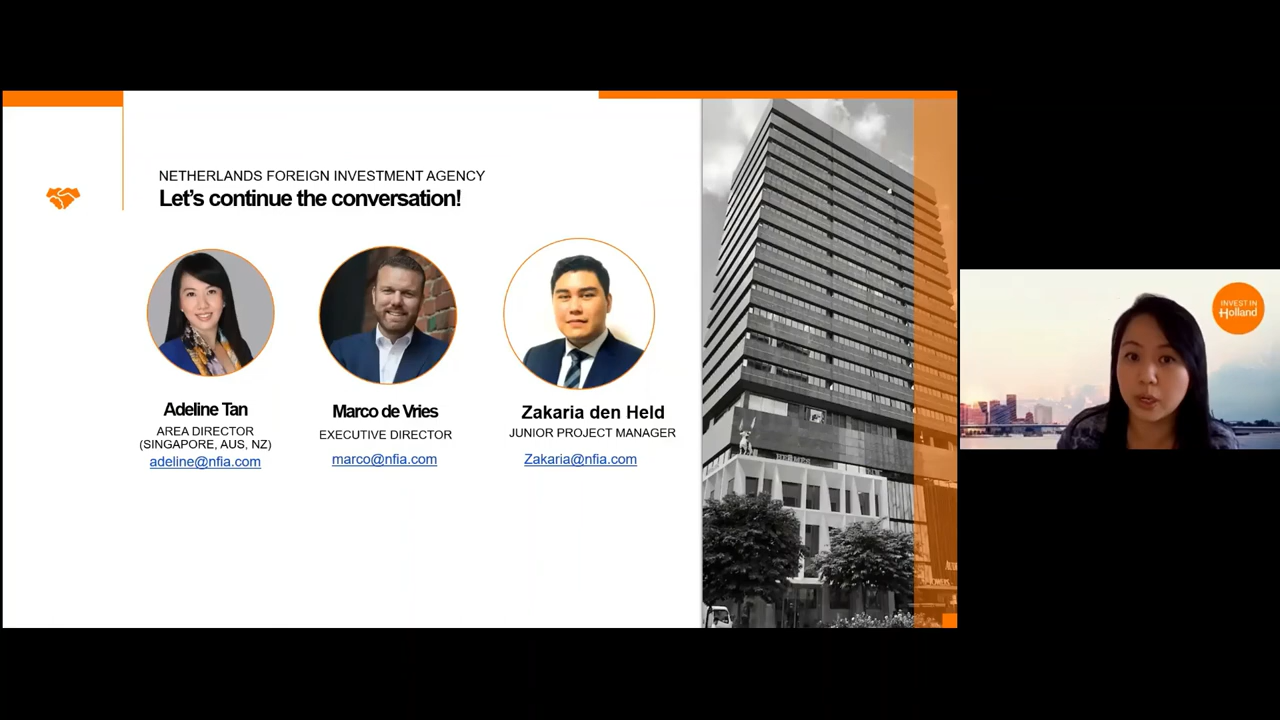 NETHERLANDS FOREIGN INVESTMENT AGENCY
Let's continue the conversation!
Adeline Tan
AREA DIRECTOR
(SINGAPORE, AUS, NZ)
adeline@nfia.com
Marco de Vries
EXECUTIVE DIRECTOR
marco@nfia.com
Zakaria den Held
JUNIOR PROJECT MANAGER
Zakaria@nfia.com
HERMES
INVEST IN
Holland